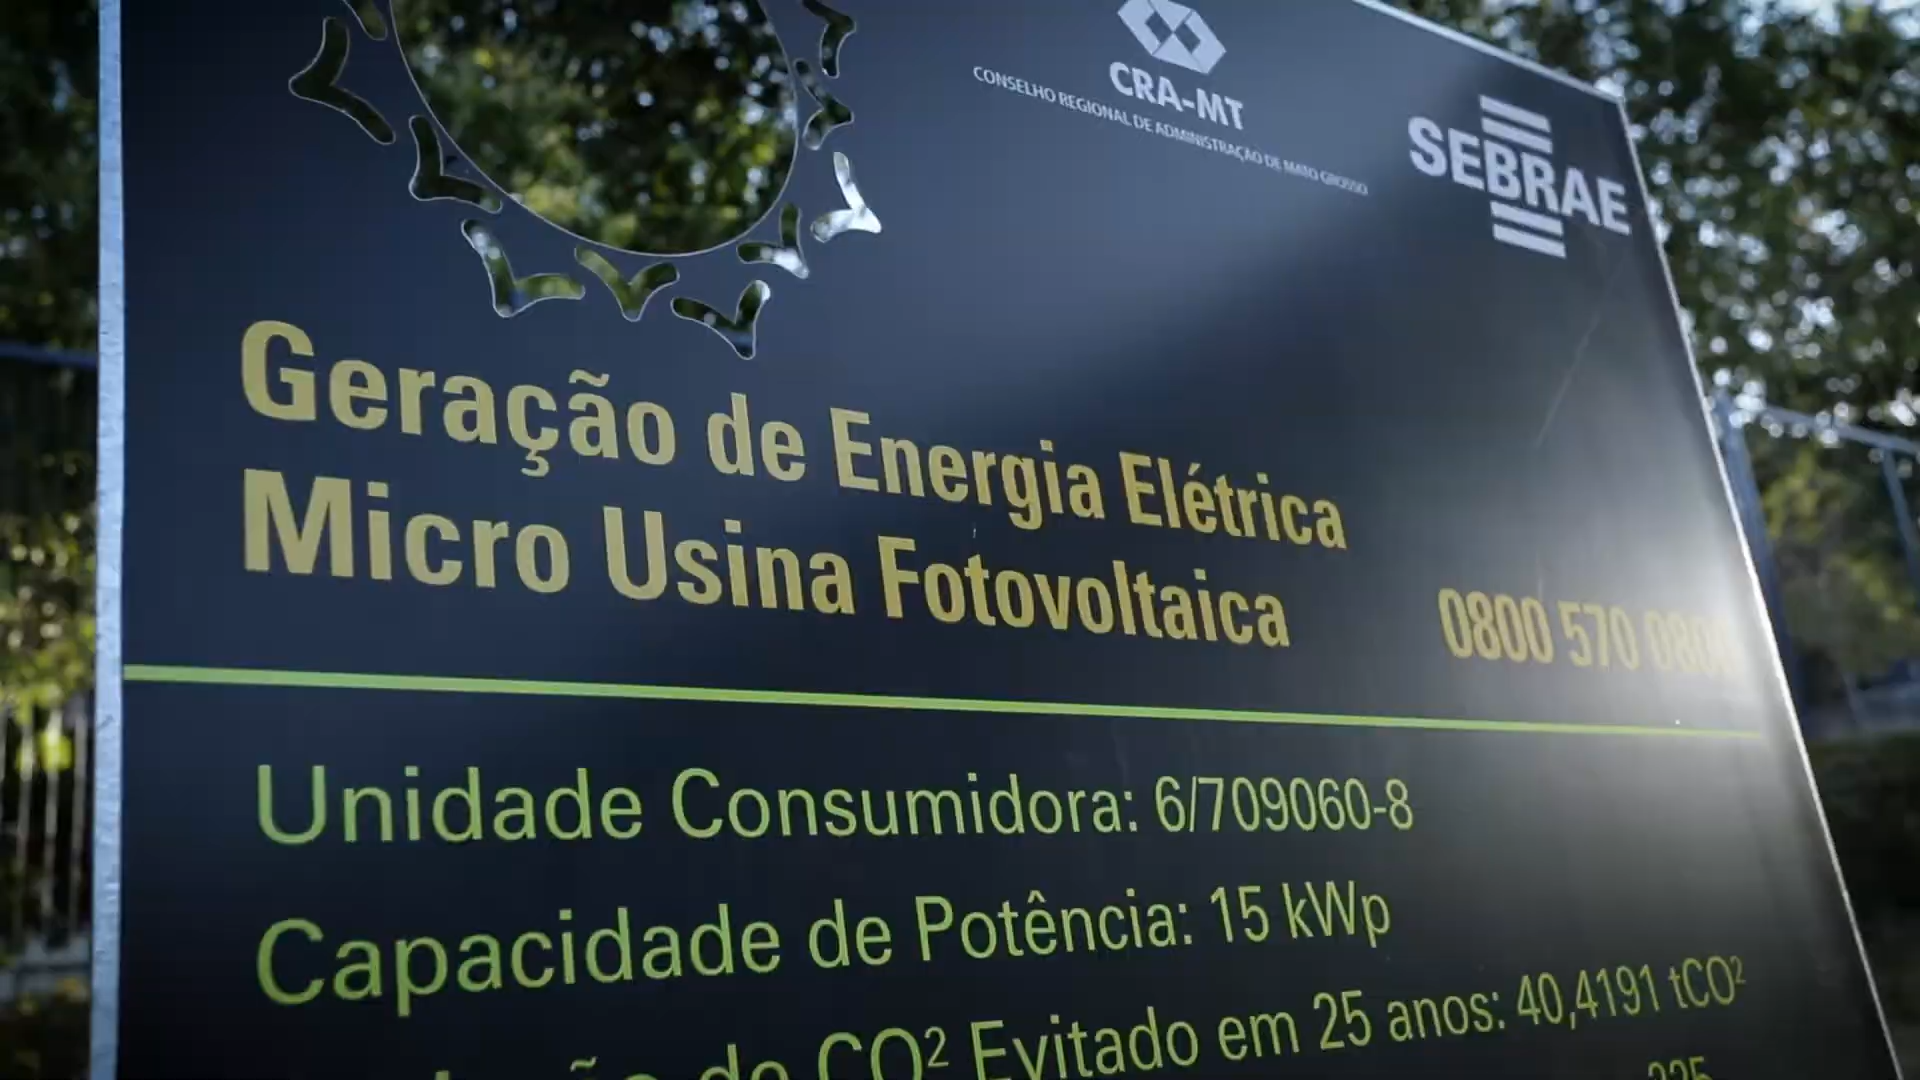 CRA-MT
CONSELHO REGIONAL DE ADMINISTRAÇÃO DE MATO GROSSO
SEBRAE
Geração de Energia Elétrica
Micro Usina Fotovoltaica
0800 570 0800
Unidade Consumidora: 6/709060-8
Capacidade de Potência: 15 kWp
de CO² Evitado em 25 anos: 40,4191 tCO²